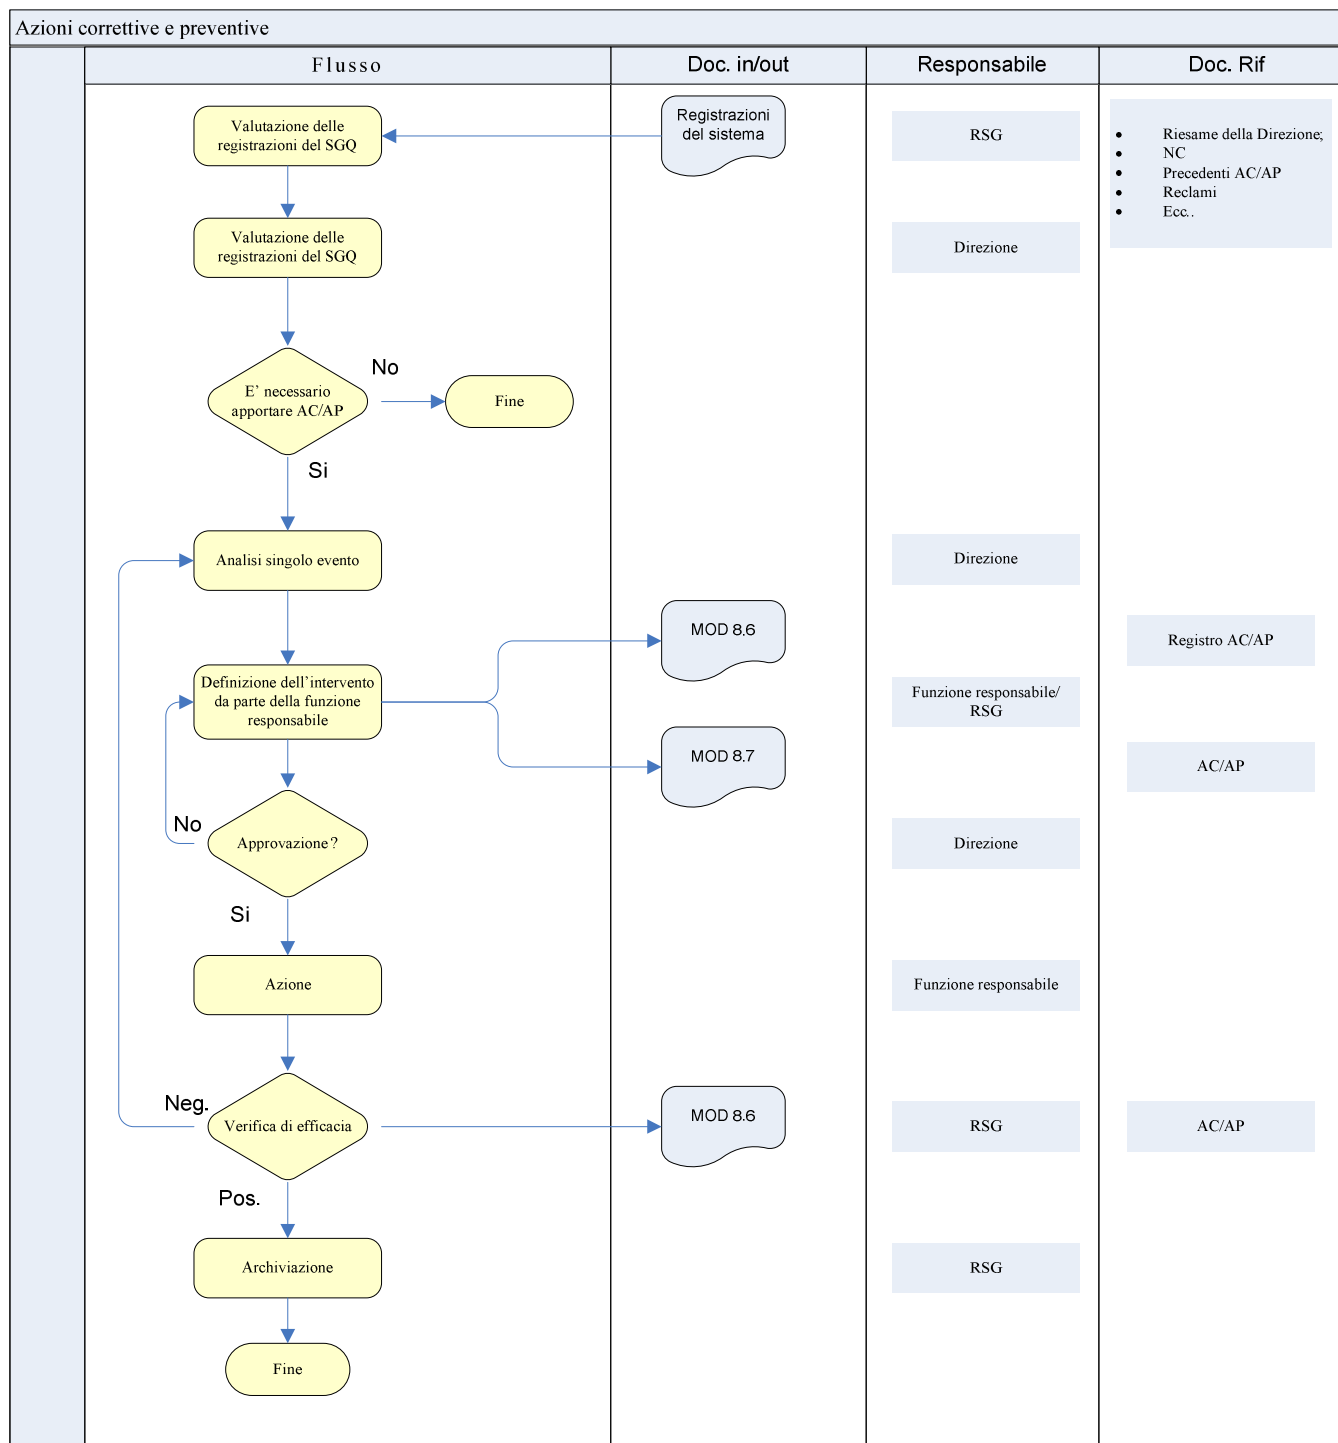 Azioni correttive e preventive
Flusso
Doc. in/out
Responsabile
Doc. Rif
Valutazione delle
registrazioni del SGQ
Registrazioni
del sistema
RSG
• Riesame della Direzione;
• NC
• Precedenti AC/AP
• Reclami
• Ecc..
Valutazione delle
registrazioni del SGQ
Direzione
E' necessario
apportare AC/AP
No
Fine
Si
Analisi singolo evento
Direzione
MOD 8.6
Registro AC/AP
Definizione dell'intervento
da parte della funzione
responsabile
Funzione responsabile/
RSG
MOD 8.7
AC/AP
No
Approvazione?
Direzione
Si
Azione
Funzione responsabile
Neg.
Verifica di efficacia
MOD 8.6
RSG
AC/AP
Pos.
Archiviazione
RSG
Fine